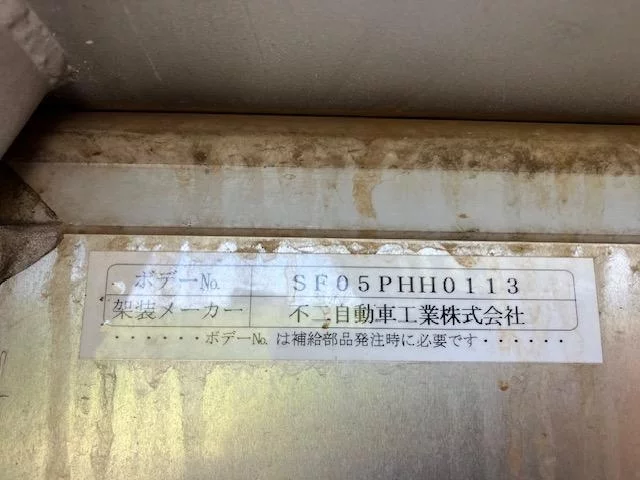 ボデー№ ＳＦ０５ＰＨＨ０１１３
架装メーカー 不二自動車工業株式会社
・・・・・・ボデー№ は補給部品発注時に必要です・・・・・・